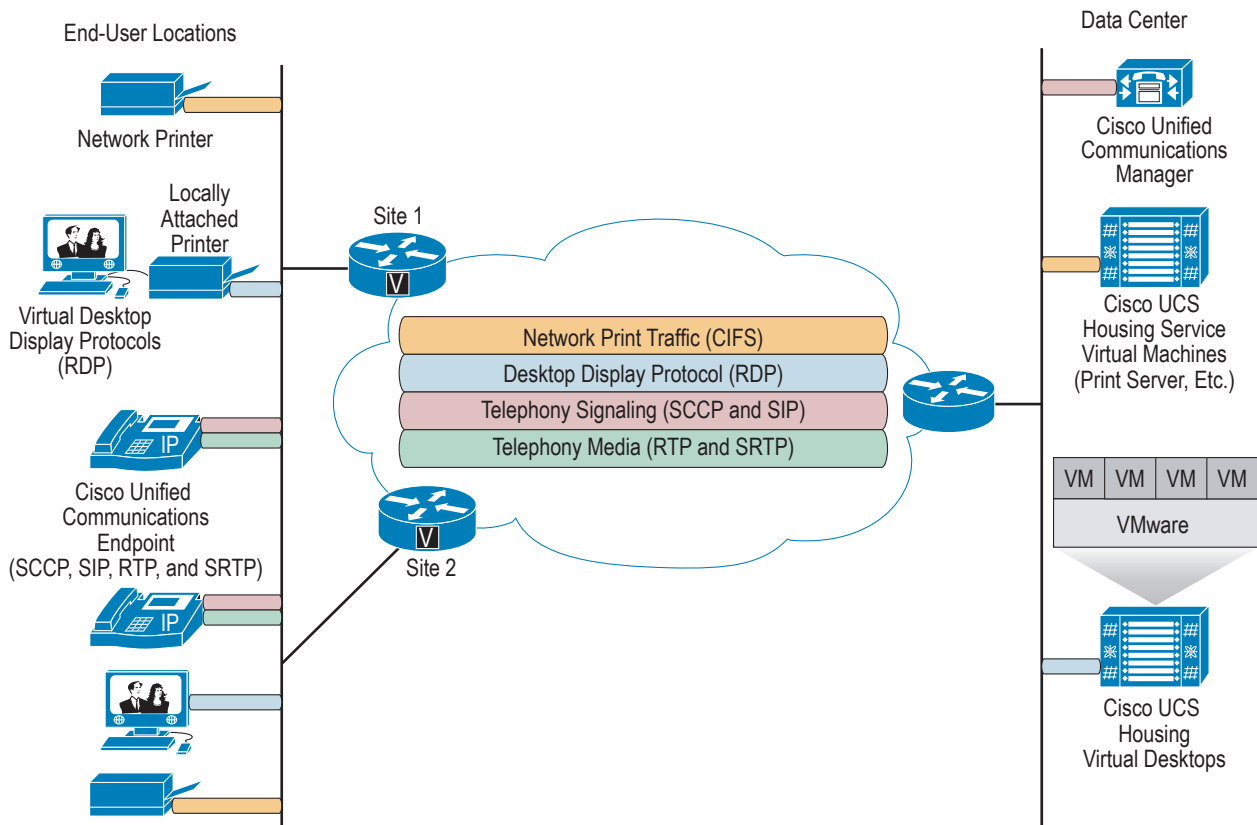 End-User Locations
Network Printer
Locally
Attached
Printer
Virtual Desktop
Display Protocols
(RDP)
IP
Cisco Unified
Communications
Endpoint
(SCCP, SIP, RTP, and SRTP)
IP
Site 1
V
Network Print Traffic (CIFS)
Desktop Display Protocol (RDP)
Telephony Signaling (SCCP and SIP)
Telephony Media (RTP and SRTP)
V
Site 2
Data Center
Cisco Unified
Communications
Manager
Cisco UCS
Housing Service
Virtual Machines
(Print Server, Etc.)
VM VM VM VM
VMware
Cisco UCS
Housing
Virtual Desktops